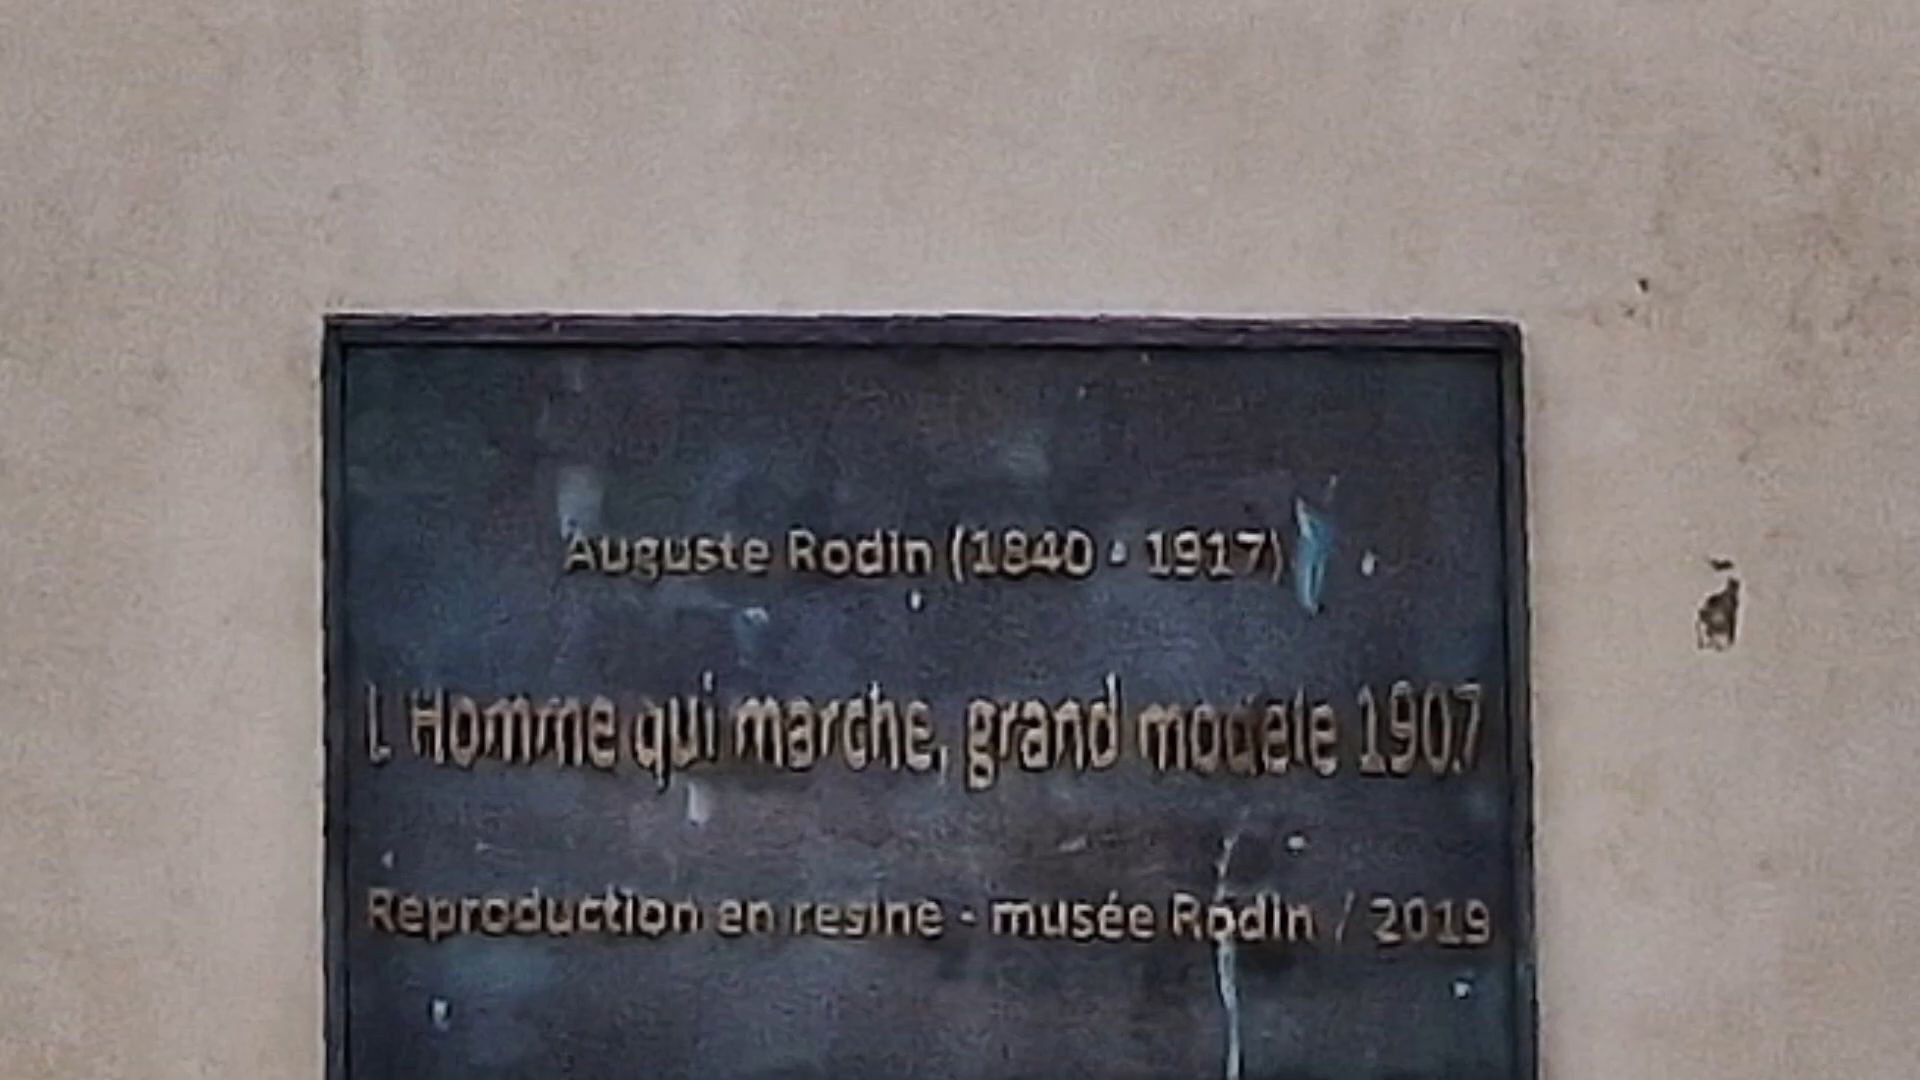 Auguste Rodin (1840 - 1917)
L'Homme qui marche, grand modèle 1907
Reproduction en résine - musée Rodin / 2019